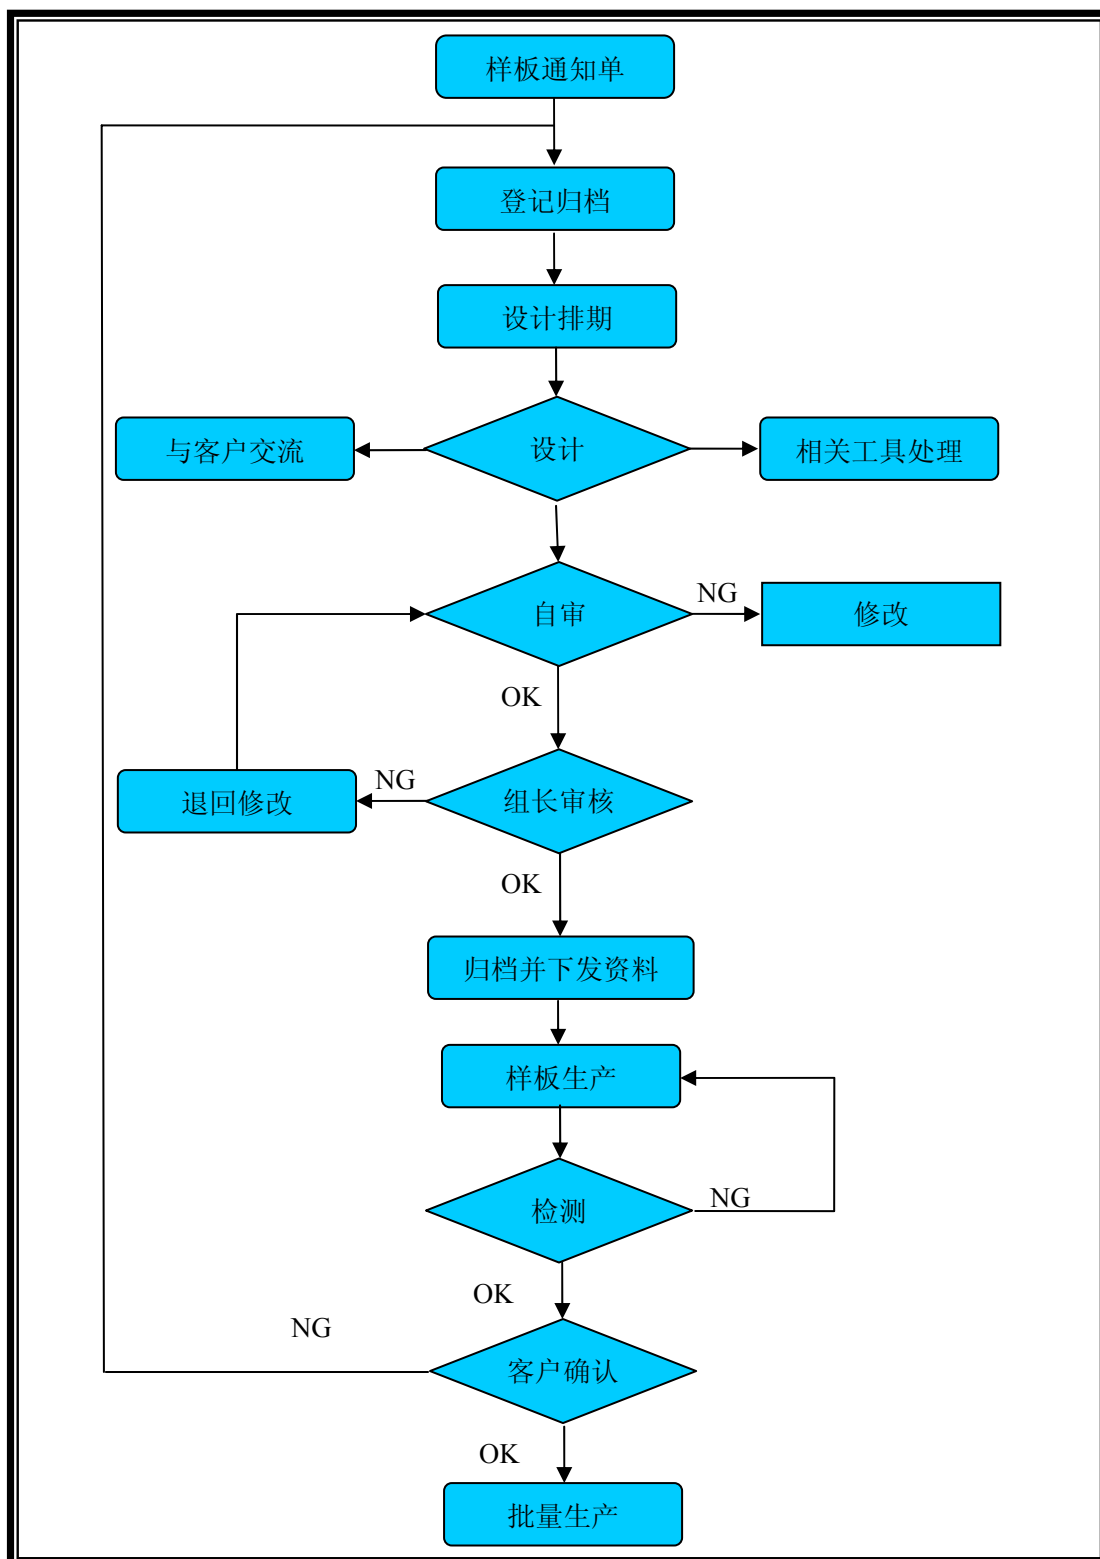 样板通知单
登记归档
设计排期
与客户交流
设计
相关工具处理
自审
NG
修改
OK
退回修改
NG
组长审核
OK
归档并下发资料
样板生产
检测
NG
OK
NG
客户确认
OK
批量生产